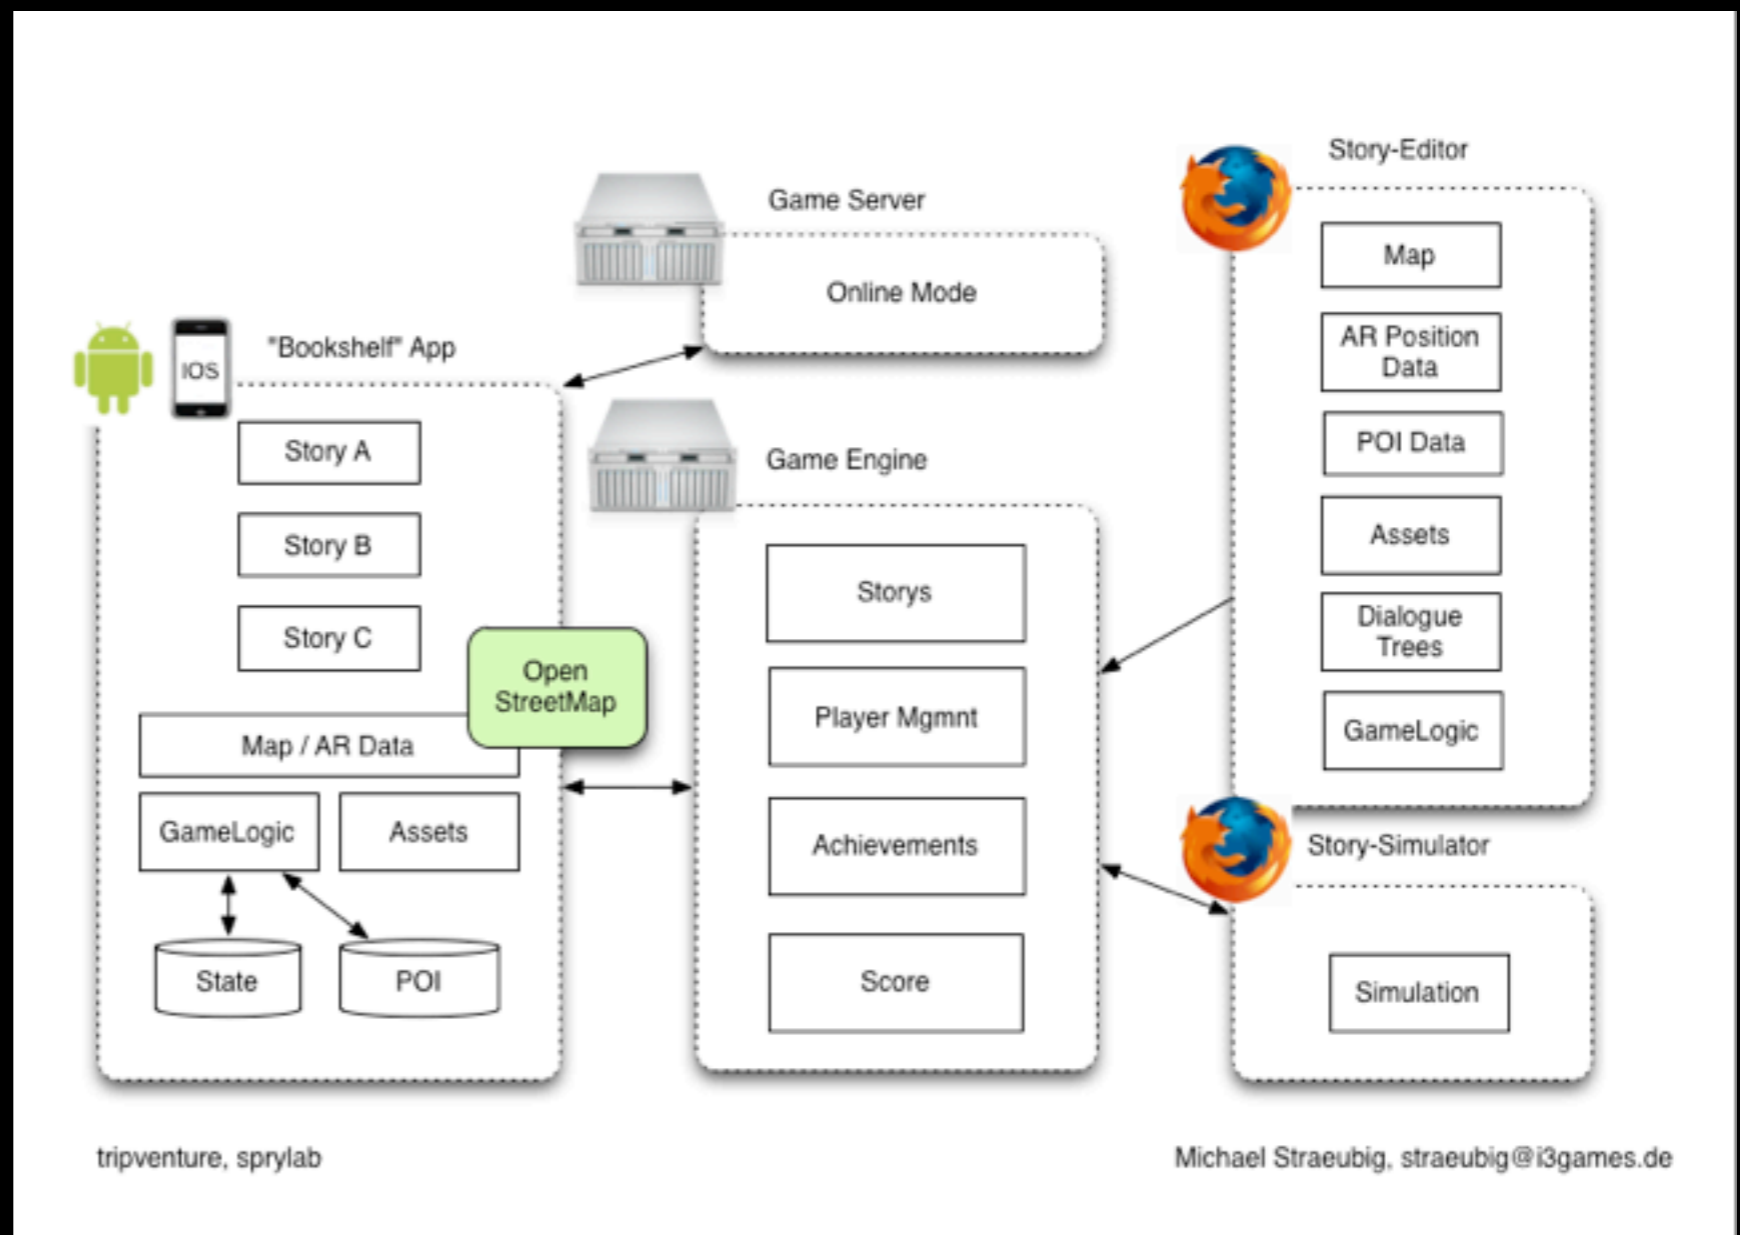 Story-Editor
Map
AR Position
Data
POI Data
Assets
Dialogue
Trees
GameLogic
Game Server
Online Mode
"Bookshelf" App
IOS
Story A
Story B
Story C
Open
StreetMap
Map / AR Data
GameLogic
Assets
State
POI
Game Engine
Storys
Player Mgmnt
Achievements
Score
Story-Simulator
Simulation
tripventure, sprylab
Michael Straeubig, straeubig@i3games.de